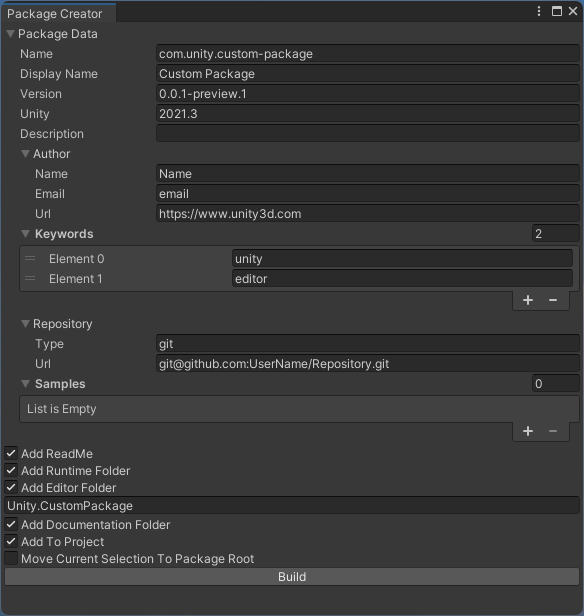 Package Creator
Package Data
Name com.unity.custom-package
Display Name Custom Package
Version 0.0.1-preview.1
Unity 2021.3
Description
Author
Name Name
Email email
Url https://www.unity3d.com
Keywords 2
Element 0 unity
Element 1 editor
Repository
Type git
Url git@github.com:UserName/Repository.git
Samples 0
List is Empty
Add ReadMe
Add Runtime Folder
Add Editor Folder
Unity.CustomPackage
Add Documentation Folder
Add To Project
Move Current Selection To Package Root
Build